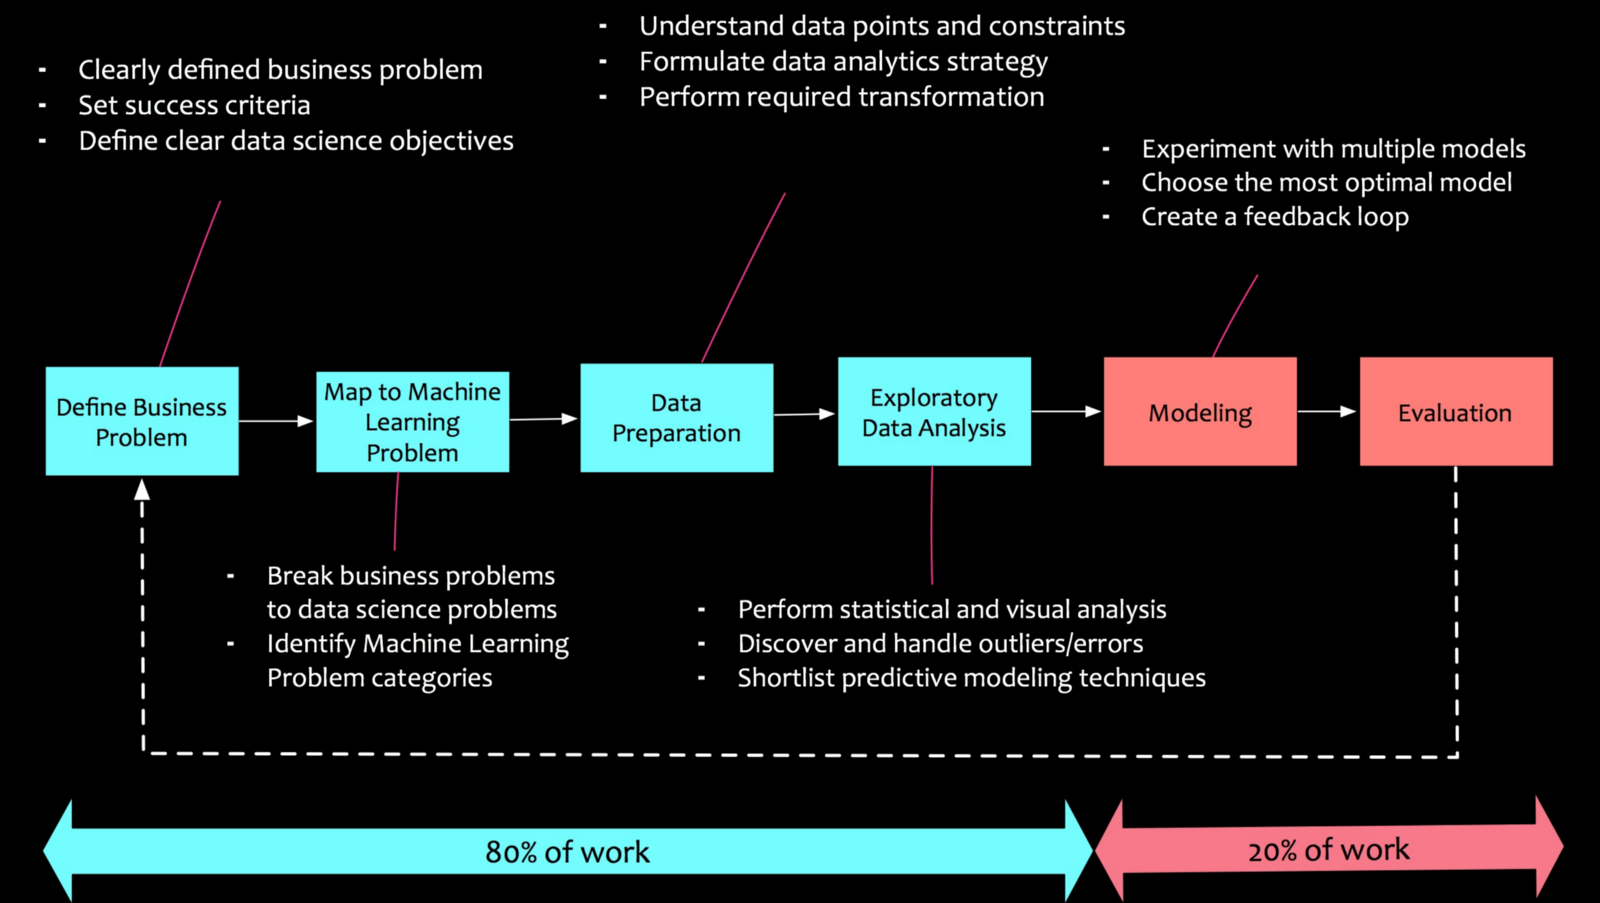 - Understand data points and constraints
- Formulate data analytics strategy
- Perform required transformation
- Clearly defined business problem
- Set success criteria
- Define clear data science objectives
- Experiment with multiple models
- Choose the most optimal model
- Create a feedback loop
Define Business
Problem
Map to Machine
Learning
Problem
Data
Preparation
Exploratory
Data Analysis
Modeling
Evaluation
- Break business problems
to data science problems
- Identify Machine Learning
Problem categories
- Perform statistical and visual analysis
- Discover and handle outliers/errors
- Shortlist predictive modeling techniques
80% of work
20% of work